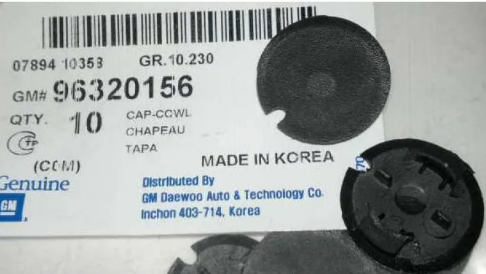 07894 10353 GR.10.230
GM# 96320156
QTY. 10 CAP-CCWL
CHAPEAU
TAPA
(COM) MADE IN KOREA
Genuine
GM
Distributed By
GM Daewoo Auto & Technology Co.
Inchon 403-714, Korea